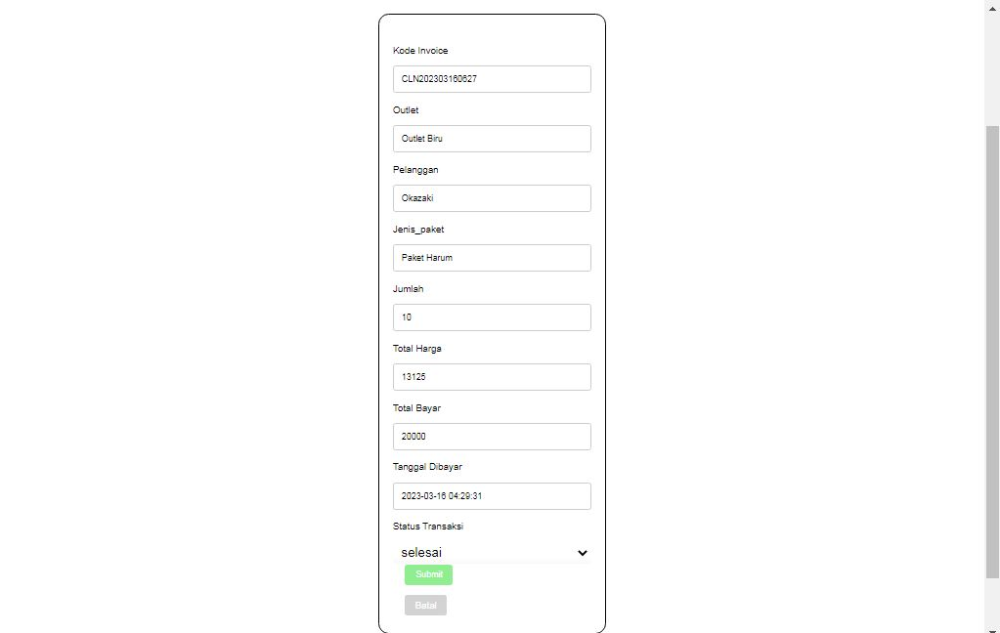 Kode Invoice
CLN202303160627
Outlet
Outlet Biru
Pelanggan
Okazaki
Jenis_paket
Paket Harum
Jumlah
10
Total Harga
13125
Total Bayar
20000
Tanggal Dibayar
2023-03-16 04:29:31
Status Transaksi
selesai
Submit
Batal